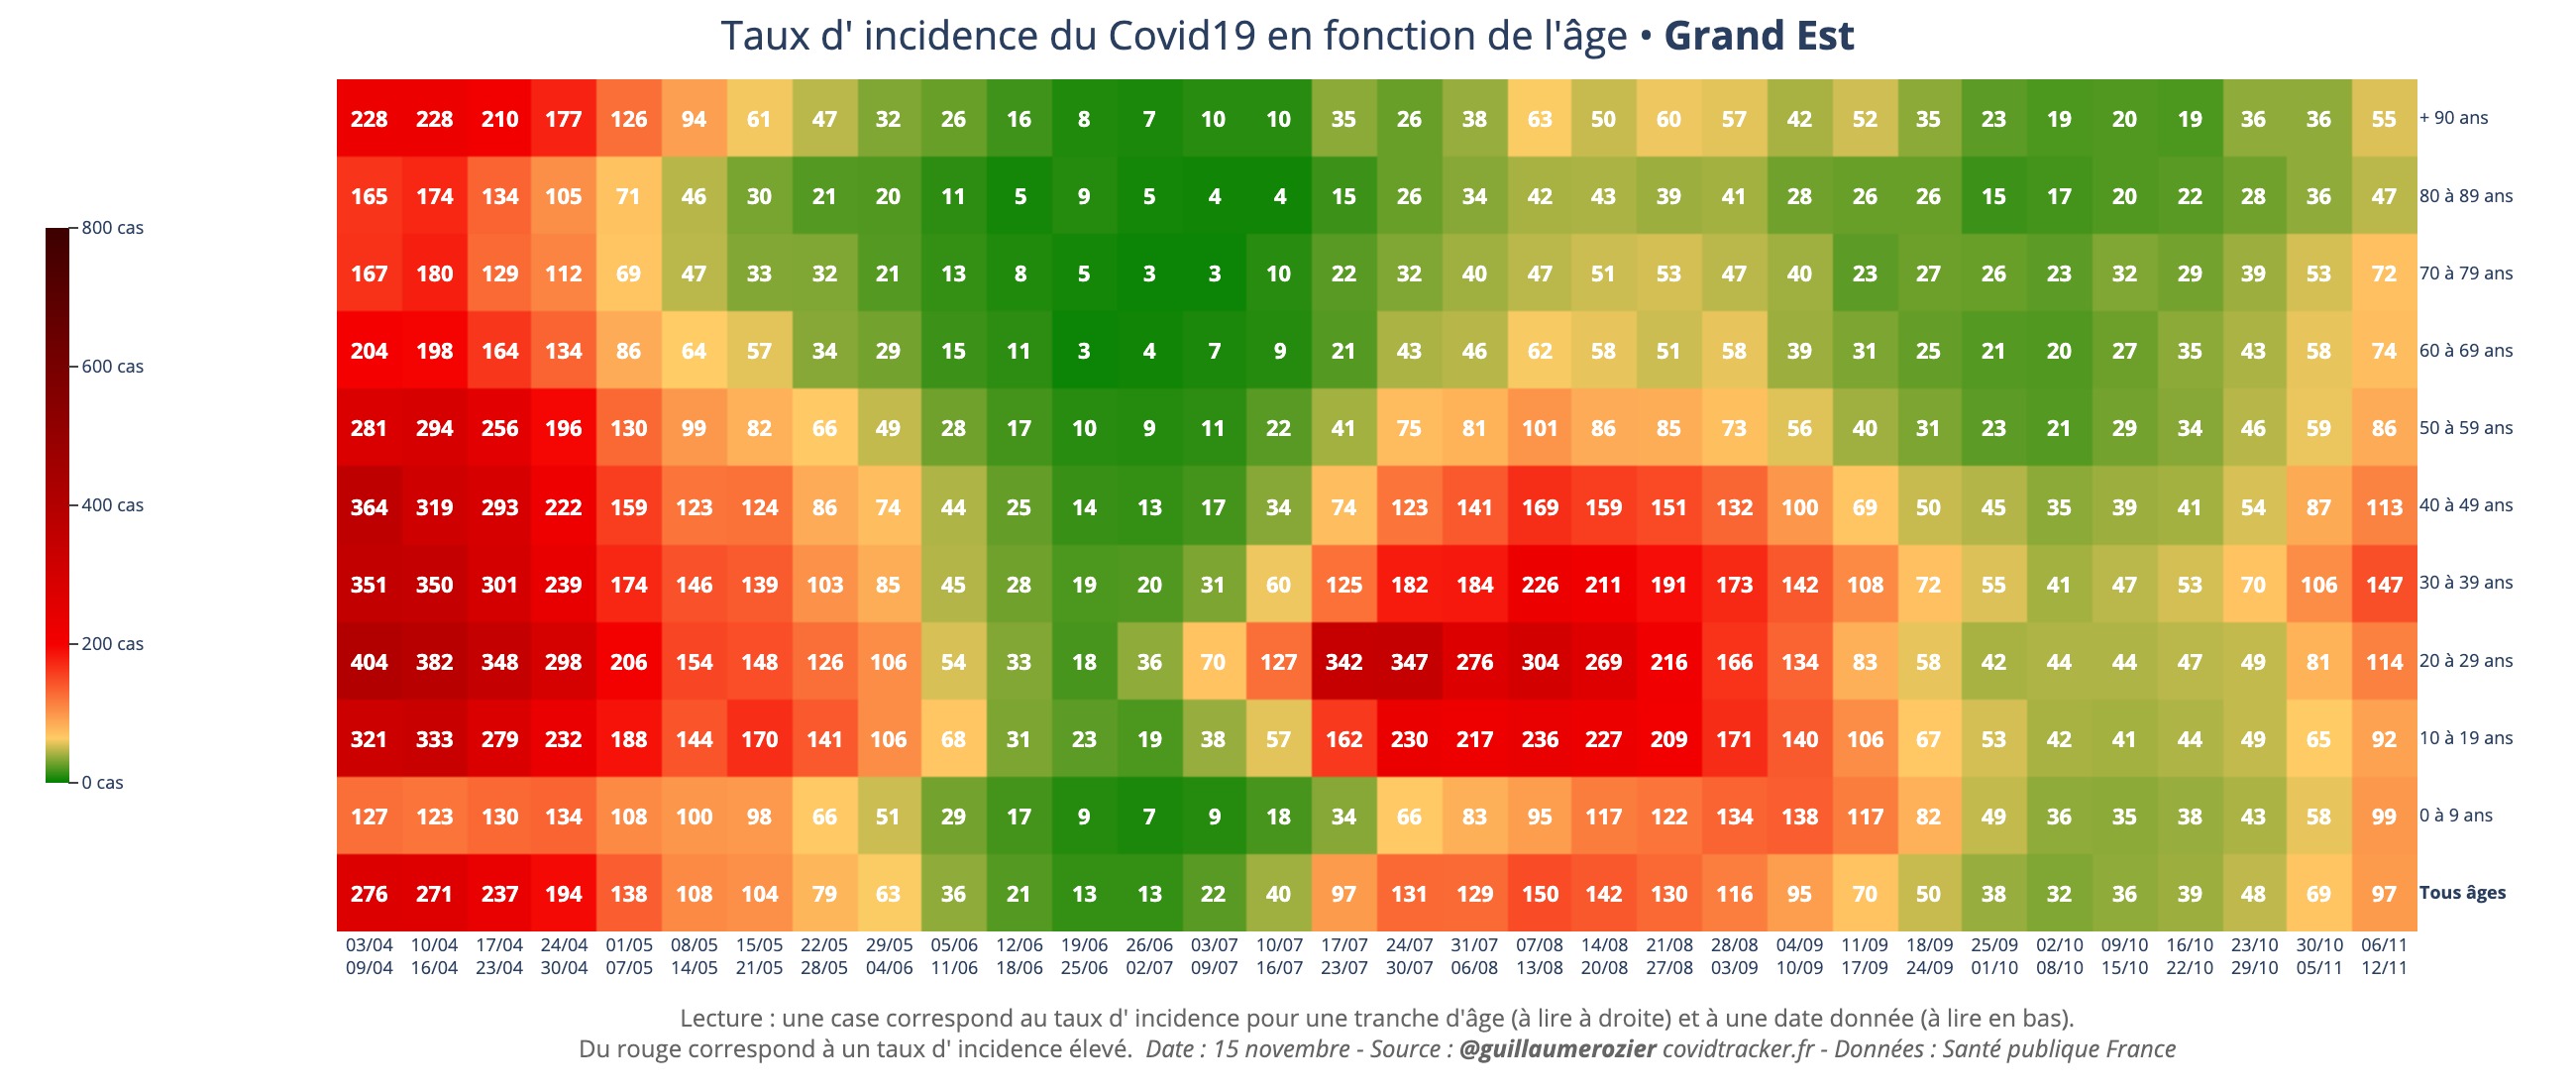 Taux d' incidence du Covid19 en fonction de l'âge • Grand Est
800 cas
600 cas
400 cas
200 cas
0 cas
228 228 210 177 126 94 61 47 32 26 16 8 7 10 10 35 26 38 63 50 60 57 42 52 35 23 19 20 19 36 36 55 + 90 ans
165 174 134 105 71 46 30 21 20 11 5 9 5 4 4 15 26 34 42 43 39 41 28 26 26 15 17 20 22 28 36 47 80 à 89 ans
167 180 129 112 69 47 33 32 21 13 8 5 3 3 10 22 32 40 47 51 53 47 40 23 27 26 23 32 29 39 53 72 70 à 79 ans
204 198 164 134 86 64 57 34 29 15 11 3 4 7 9 21 43 46 62 58 51 58 39 31 25 21 20 27 35 43 58 74 60 à 69 ans
281 294 256 196 130 99 82 66 49 28 17 10 9 11 22 41 75 81 101 86 85 73 56 40 31 23 21 29 34 46 59 86 50 à 59 ans
364 319 293 222 159 123 124 86 74 44 25 14 13 17 34 74 123 141 169 159 151 132 100 69 50 45 35 39 41 54 87 113 40 à 49 ans
351 350 301 239 174 146 139 103 85 45 28 19 20 31 60 125 182 184 226 211 191 173 142 108 72 55 41 47 53 70 106 147 30 à 39 ans
404 382 348 298 206 154 148 126 106 54 33 18 36 70 127 342 347 276 304 269 216 166 134 83 58 42 44 44 47 49 81 114 20 à 29 ans
321 333 279 232 188 144 170 141 106 68 31 23 19 38 57 162 230 217 236 227 209 171 140 106 67 53 42 41 44 49 65 92 10 à 19 ans
127 123 130 134 108 100 98 66 51 29 17 9 7 9 18 34 66 83 95 117 122 134 138 117 82 49 36 35 38 43 58 99 0 à 9 ans
276 271 237 194 138 108 104 79 63 36 21 13 13 22 40 97 131 129 150 142 130 116 95 70 50 38 32 36 39 48 69 97 Tous âges
03/04 10/04 17/04 24/04 01/05 08/05 15/05 22/05 29/05 05/06 12/06 19/06 26/06 03/07 10/07 17/07 24/07 31/07 07/08 14/08 21/08 28/08 04/09 11/09 18/09 25/09 02/10 09/10 16/10 23/10 30/10 06/11
09/04 16/04 23/04 30/04 07/05 14/05 21/05 28/05 04/06 11/06 18/06 25/06 02/07 09/07 16/07 23/07 30/07 06/08 13/08 20/08 27/08 03/09 10/09 17/09 24/09 01/10 08/10 15/10 22/10 29/10 05/11 12/11
Lecture : une case correspond au taux d' incidence pour une tranche d'âge (à lire à droite) et à une date donnée (à lire en bas).
Du rouge correspond à un taux d' incidence élevé. Date : 15 novembre - Source : @guillaumerozier covidtracker.fr - Données : Santé publique France